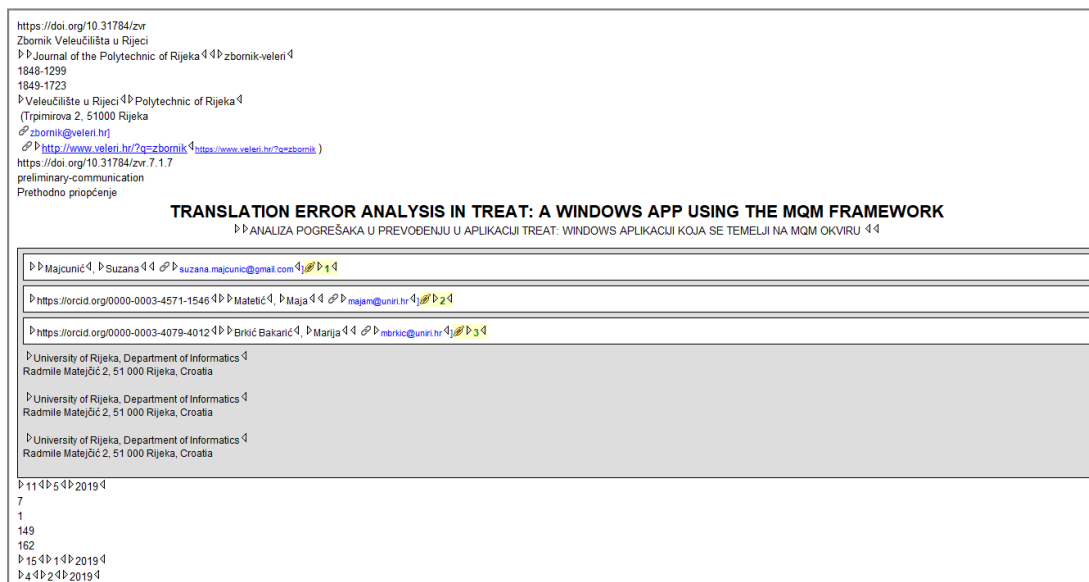 https://doi.org/10.31784/zvr
Zbornik Veleučilišta u Rijeci
Journal of the Polytechnic of Rijeka zbornik-veleri
1848-1299
1849-1723
Veleučilište u Rijeci Polytechnic of Rijeka
(Trpimirova 2, 51000 Rijeka
zbornik@veleri.hr]
http://www.veleri.hr/?q=zbornik https://www.veleri.hr/?q=zbornik )
https://doi.org/10.31784/zvr.7.1.7
preliminary-communication
Prethodno priopćenje
TRANSLATION ERROR ANALYSIS IN TREAT: A WINDOWS APP USING THE MQM FRAMEWORK
ANALIZA POGREŠAKA U PREVOĐENJU U APLIKACIJI TREAT: WINDOWS APLIKACIJI KOJA SE TEMELJI NA MQM OKVIRU
Majcunić, Suzana suzana.majcunic@gmail.com] 1
https://orcid.org/0000-0003-4571-1546 Matetić, Maja majam@uniri.hr] 2
https://orcid.org/0000-0003-4079-4012 Brkić Bakarić, Marija mbrkic@uniri.hr] 3
University of Rijeka, Department of Informatics
Radmile Matejčić 2, 51 000 Rijeka, Croatia
University of Rijeka, Department of Informatics
Radmile Matejčić 2, 51 000 Rijeka, Croatia
University of Rijeka, Department of Informatics
Radmile Matejčić 2, 51 000 Rijeka, Croatia
11 5 2019
7
1
149
162
15 1 2019
4 2 2019